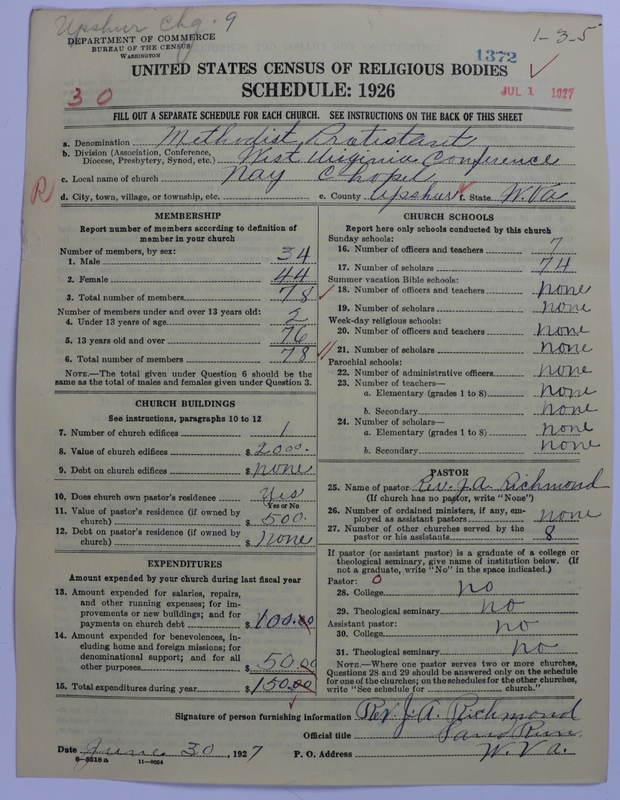 Upshur Chg. 9
1-3-5
DEPARTMENT OF COMMERCE
BUREAU OF THE CENSUS
WASHINGTON
1372
UNITED STATES CENSUS OF RELIGIOUS BODIES
30
SCHEDULE: 1926
JUL 1 1927
FILL OUT A SEPARATE SCHEDULE FOR EACH CHURCH. SEE INSTRUCTIONS ON THE BACK OF THIS SHEET
a. Denomination Methodist Protistant
b. Division (Association, Conference, Diocese, Presbytery, Synod, etc.) West Virginia Conference
c. Local name of church Nay Chopel
R
d. City, town, village, or township, etc. e. County Upshur f. State W.Va
MEMBERSHIP
Report number of members according to definition of
member in your church
Number of members, by sex:
1. Male 34
2. Female 44
3. Total number of members 78
Number of members under and over 13 years old:
4. Under 13 years of age 2
5. 13 years old and over 76
6. Total number of members 78
NOTE.—The total given under Question 6 should be
same as the total of males and females given under Question 3.
CHURCH BUILDINGS
See instructions, paragraphs 10 to 12
7. Number of church edifices 1
8. Value of church edifices $ 2000.
9. Debt on church edifices $ none
10. Does church own pastor's residence Yes
Yes or No
11. Value of pastor's residence (if owned by
church) $ 500.
12. Debt on pastor's residence (if owned by
church) $ none
EXPENDITURES
Amount expended by your church during last fiscal year
13. Amount expended for salaries, repairs,
and other running expenses; for im-
provements or new buildings; and for
payments on church debt $ 100.00
14. Amount expended for benevolences, in-
cluding home and foreign missions; for
denominational support; and for all
other purposes $ 50.00
15. Total expenditures during year $ 150.00
CHURCH SCHOOLS
Report here only schools conducted by this church
Sunday schools:
16. Number of officers and teachers 7
17. Number of scholars 74
Summer vacation Bible schools:
18. Number of officers and teachers none
19. Number of scholars none
Week-day religious schools:
20. Number of officers and teachers none
21. Number of scholars none
Parochial schools:
22. Number of administrative officers none
23. Number of teachers—
a. Elementary (grades 1 to 8) none
b. Secondary none
24. Number of scholars—
a. Elementary (grades 1 to 8) none
b. Secondary none
PASTOR
25. Name of pastor Rev. J.A. Richmond
(If church has no pastor, write "None")
26. Number of ordained ministers, if any, em-
ployed as assistant pastors none
27. Number of other churches served by the
pastor or his assistants 8
If pastor (or assistant pastor) is a graduate of a college or
theological seminary, give name of institution below. (If
not a graduate, write "No" in the space indicated.)
Pastor: 0
28. College no
29. Theological seminary no
Assistant pastor:
30. College no
31. Theological seminary no
NOTE.—Where one pastor serves two or more churches,
Questions 28 and 29 should be answered only on the schedule
for one of the churches; on the schedules for the other churches,
write "See schedule for church."
Signature of person furnishing information Rev. J.A. Richmond
Official title Sand Run
Date June 30, 1927 P. O. Address W. Va.
8-3518a 11-9054